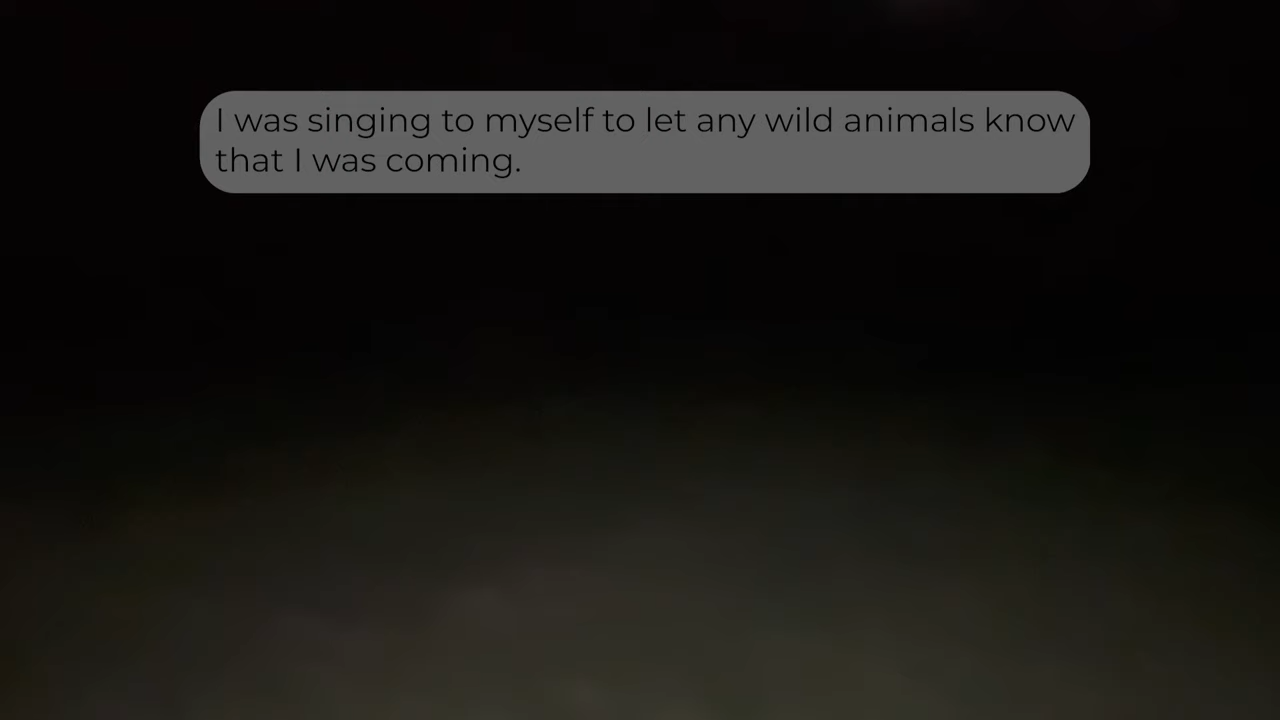 I was singing to myself to let any wild animals know
that I was coming.